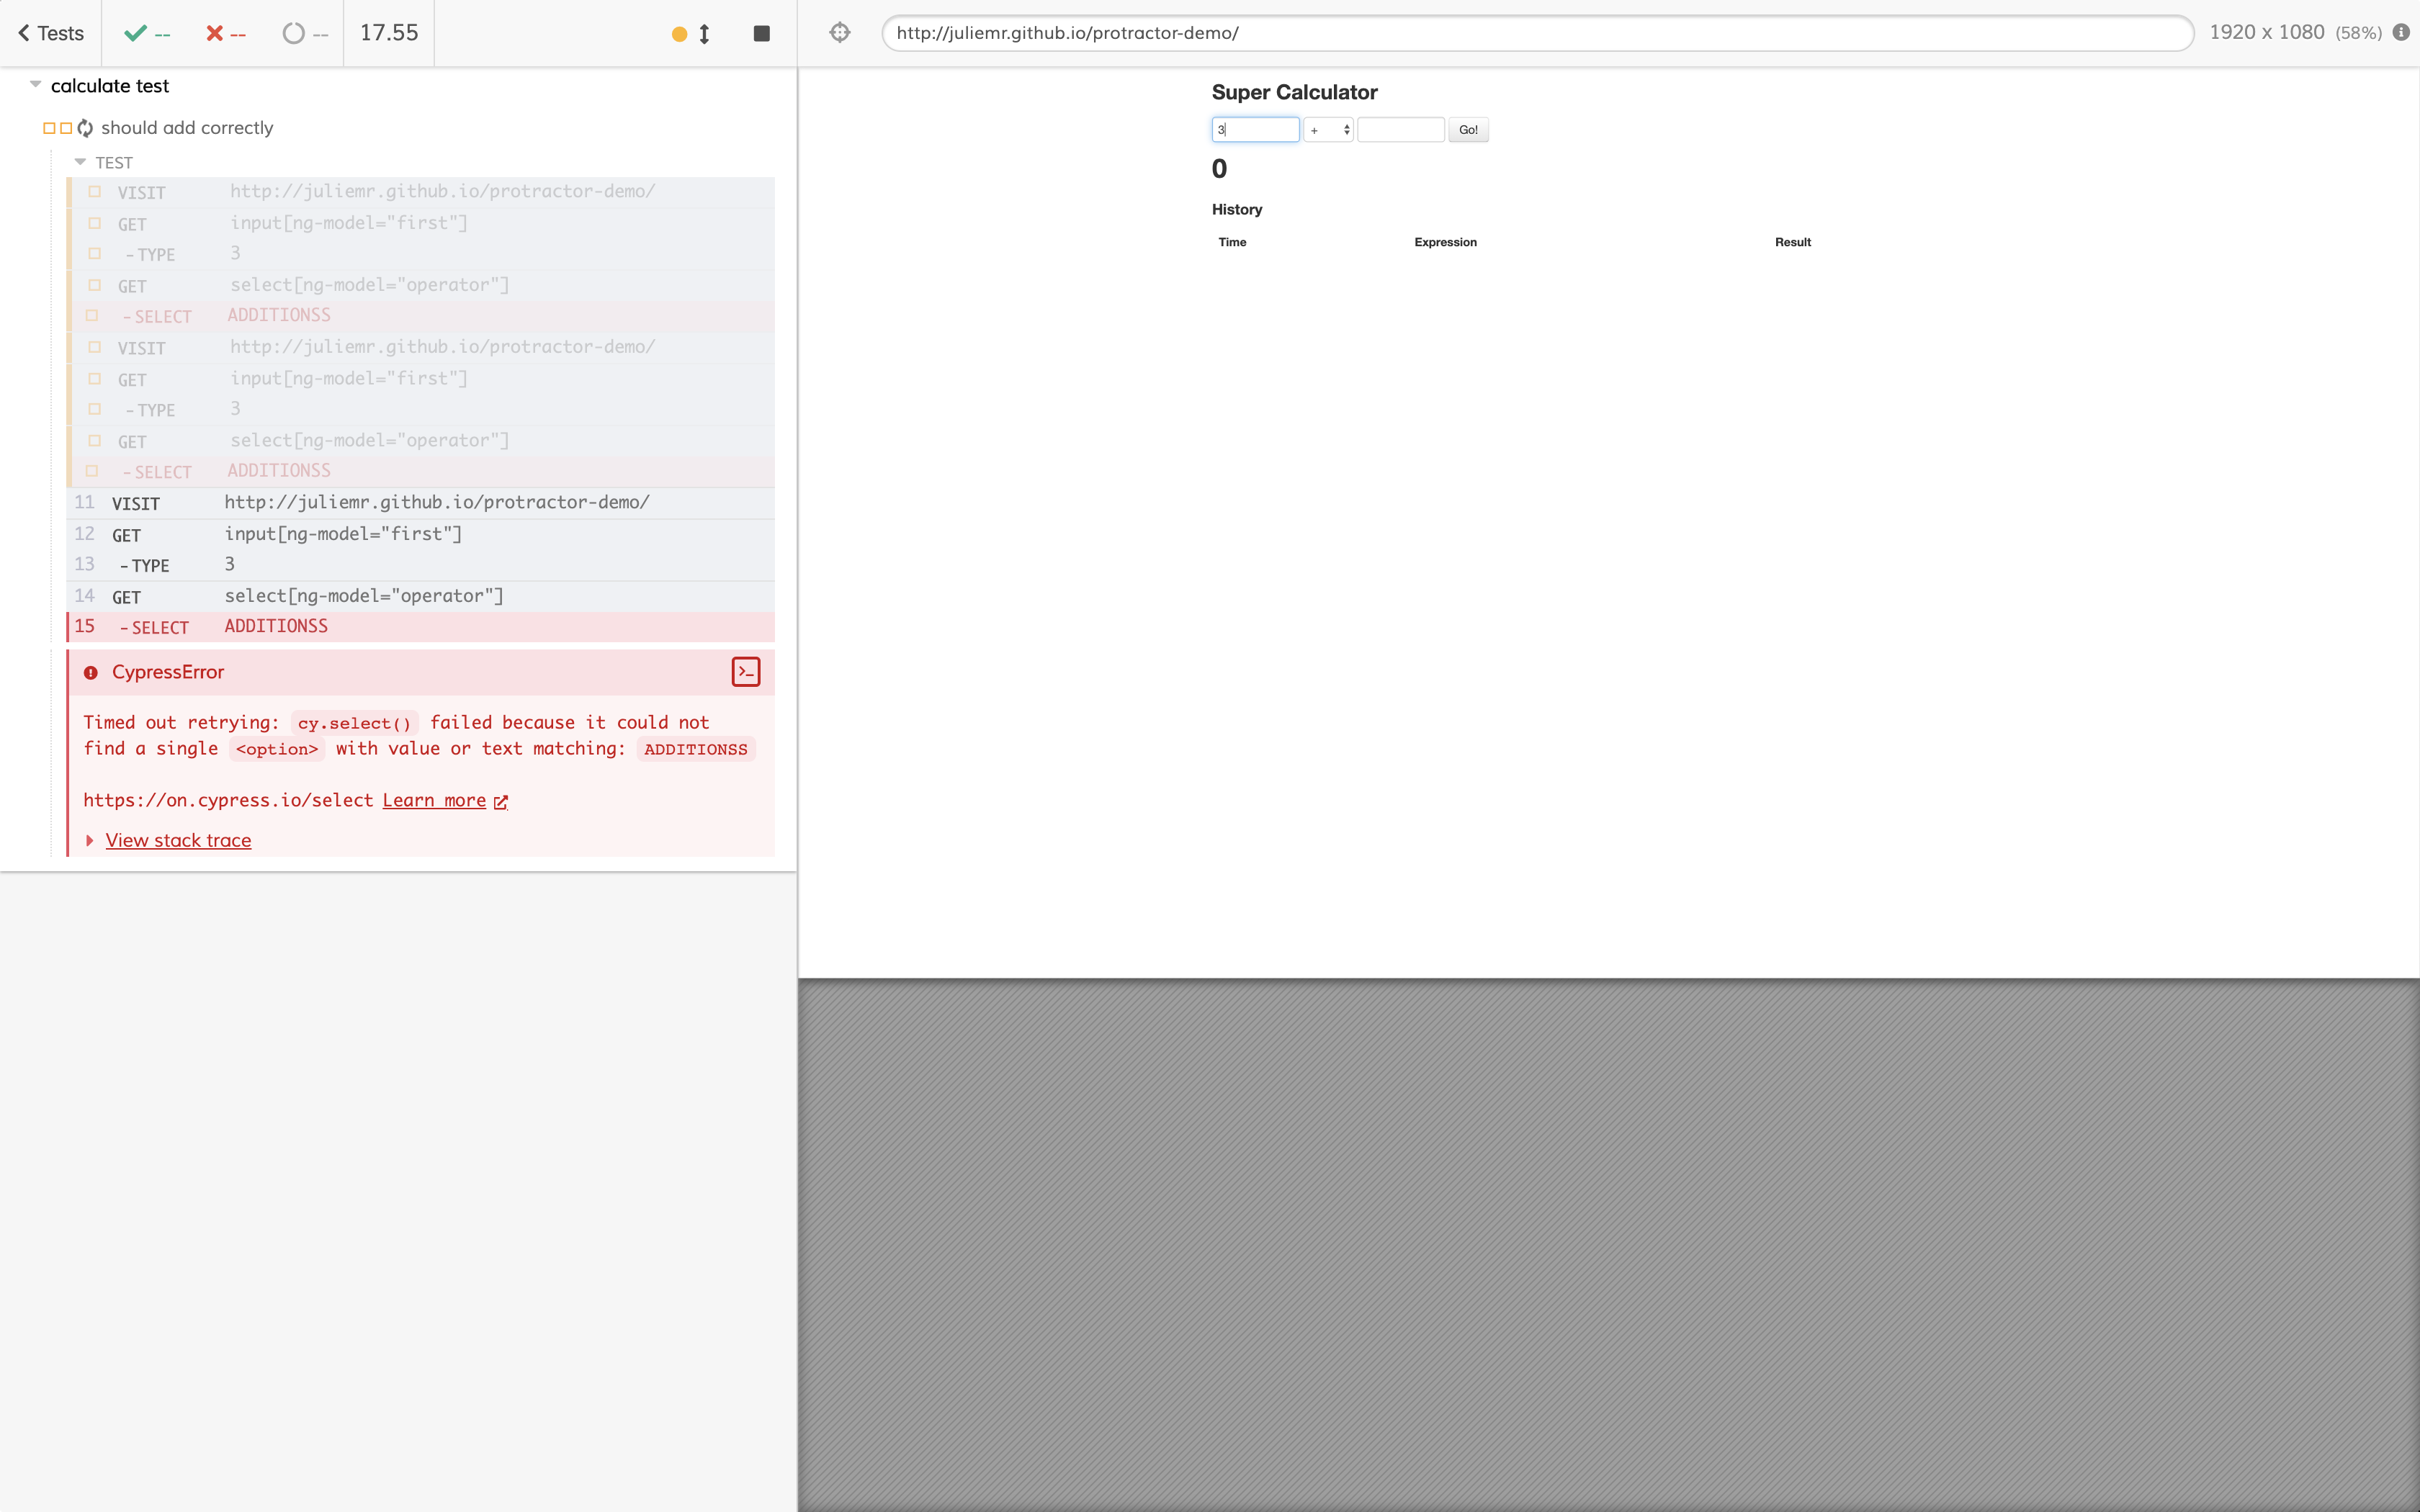 Tests -- -- -- 17.55
http://juliemr.github.io/protractor-demo/ 1920 x 1080 (58%)
calculate test
should add correctly
TEST
VISIT http://juliemr.github.io/protractor-demo/
GET input[ng-model="first"]
- TYPE 3
GET select[ng-model="operator"]
- SELECT ADDITIONSS
VISIT http://juliemr.github.io/protractor-demo/
GET input[ng-model="first"]
- TYPE 3
GET select[ng-model="operator"]
- SELECT ADDITIONSS
11 VISIT http://juliemr.github.io/protractor-demo/
12 GET input[ng-model="first"]
13 - TYPE 3
14 GET select[ng-model="operator"]
15 - SELECT ADDITIONSS
CypressError
Timed out retrying: cy.select() failed because it could not
find a single <option> with value or text matching: ADDITIONSS
https://on.cypress.io/select Learn more
View stack trace
Super Calculator
3 + Go!
0
History
Time Expression Result